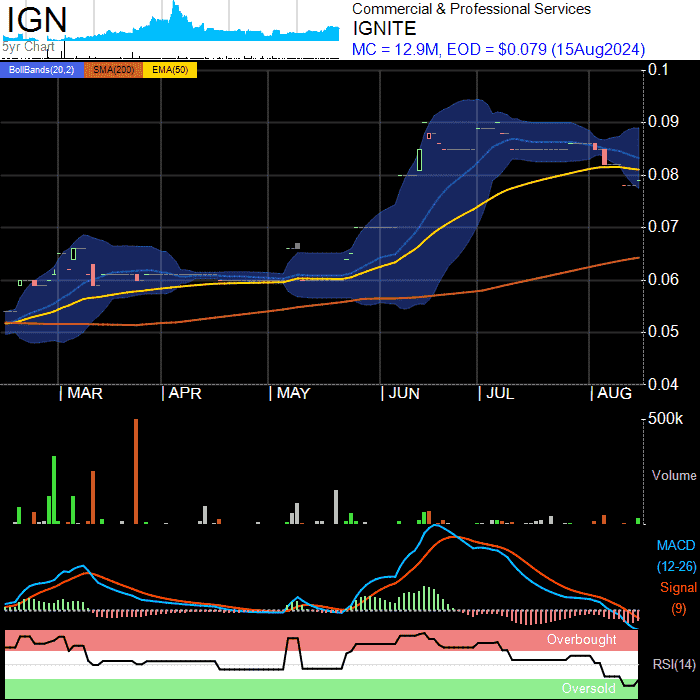 IGN
5yr Chart
Commercial & Professional Services
IGNITE
MC = 12.9M, EOD = $0.079 (15Aug2024)
BollBands(20,2) SMA(200) EMA(50)
0.1
0.09
0.08
0.07
0.06
0.05
0.04
MAR APR MAY JUN JUL AUG
500k
Volume
MACD
(12-26)
Signal
(9)
Overbought
RSI(14)
Oversold